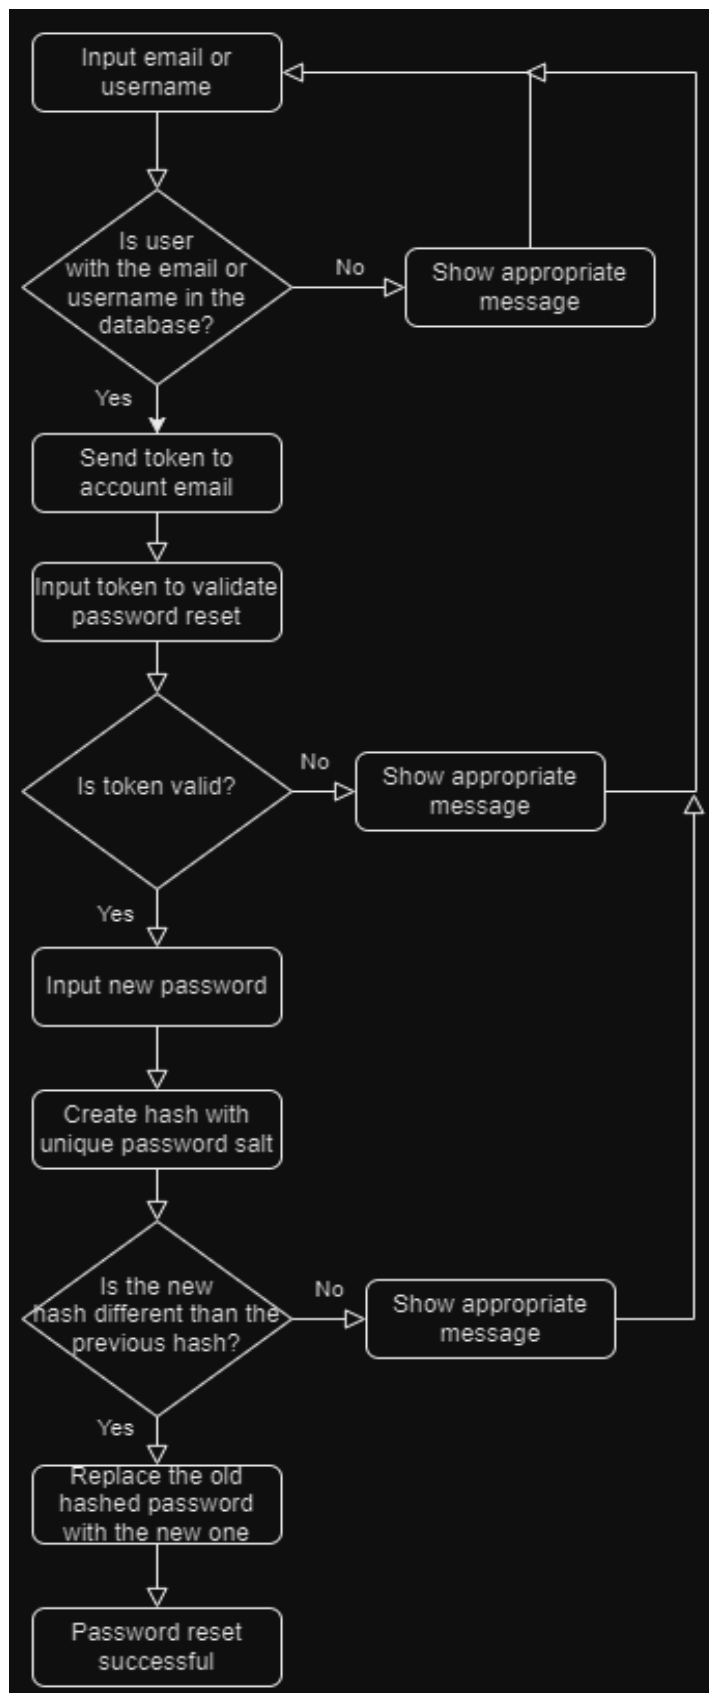 Input email or
username
Is user
with the email or
username in the
database?
No
Show appropriate
message
Yes
Send token to
account email
Input token to validate
password reset
Is token valid?
No
Show appropriate
message
Yes
Input new password
Create hash with
unique password salt
Is the new
hash different than the
previous hash?
No
Show appropriate
message
Yes
Replace the old
hashed password
with the new one
Password reset
successful